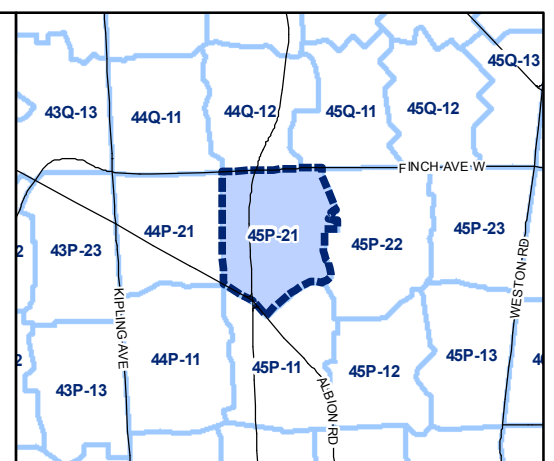 45Q-13
43Q-13
44Q-11
44Q-12
45Q-11
45Q-12
FINCH AVE W
2
43P-23
44P-21
45P-21
45P-22
45P-23
KIPLING AVE
WESTON RD
2
43P-13
44P-11
45P-11
ALBION RD
45P-12
45P-13